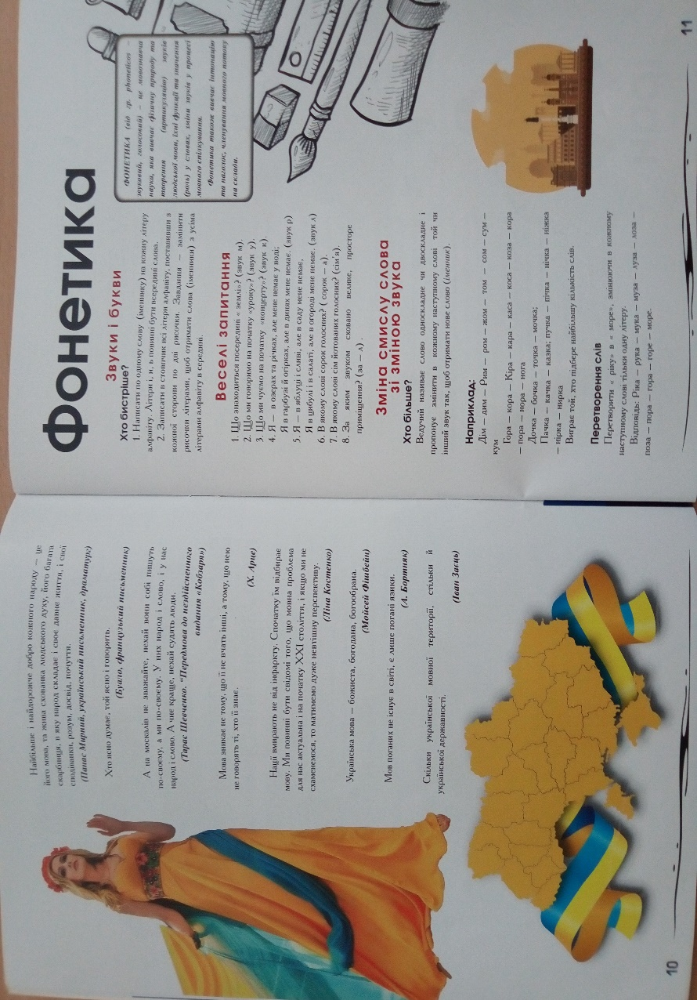 Найбільше і найдорожче добро кожного народу — це
його мова, та жива схованка людського духу, його багата
скарбниця, в яку народ складає і своє давнє життя, і свої
сподіванки, розум, досвід, почуття.
(Панас Мирний, український письменник, драматург)
Хто ясно думає, той ясно і говорить.
(Буало, французький письменник)
А на москалів не зважайте, нехай вони собі пишуть
по-своєму, а ми по-своєму. У них народ і слово, і у нас
народ і слово. А чиє краще, нехай судять люди.
(Тарас Шевченко. "Передмова до нездійсненного
видання «Кобзаря»)
Мова зникає не тому, що її не вчать інші, а тому, що нею
не говорять ті, хто її знає.
(Х. Арце)
Нації вмирають не від інфаркту. Спочатку їм відбирає
мову. Ми повинні бути свідомі того, що мовна проблема
для нас актуальна і на початку XXI століття, і якщо ми не
схаменемося, то матимемо дуже невтішну перспективу.
(Ліна Костенко)
Українська мова — божиста, богодана, богообрана.
(Мойсей Фішбейн)
Мов поганих не існує в світі, є лише погані язики.
(А. Бортняк)
Скільки української мовної території, стільки й
української державності.
(Іван Заєць)
10
Фонетика
Звуки і букви
Хто бистріше?
1. Написати по одному слову (іменнику) на кожну літеру
алфавіту. Літери і, и, ь повинні бути всередині слова.
2. Записати в стовпчик всі літери алфавіту, поставивши з
кожної сторони по дві рисочки. Завдання — замінити
рисочки літерами, щоб отримати слова (іменники) з усіма
літерами алфавіту в середині.
ФОНЕТИКА (від гр. phoneticos –
звуковий, голосовий) – це мовознавча
наука, яка вивчає фізичну природу та
творення (артикуляцію) звуків
людської мови, їхні функції та значення
(роль) у словах, зміни звуків у процесі
мовного спілкування.
Фонетика також вивчає інтонацію
та наголос, членування мовного потоку
на склади.
Веселі запитання
1. Що знаходиться посередині « землі»? (звук м).
2. Що ми говоримо на початку «уроку»? (звук у).
3. Що ми чуємо на початку «концерту»? (звук к).
4. Я — в озерах та річках, але мене немає у воді;
Я в гарбузі й огірках, але в динях мене немає. (звук р)
5. Я — в яблуці і сливі, але в саду мене немає,
Я в цибулі і в салаті, але в огороді мене немає. (звук л)
6. В якому слові сорок голосних? ( сорок — а).
7. В якому слові сім йотованих голосних? (сім'я).
8. За яким звуком сховано велике, просторе
приміщення? (за — л) .
Зміна смислу слова
зі зміною звука
Хто більше?
Ведучий називає слово односкладне чи двоскладне і
пропонує змінити в кожному наступному слові той чи
інший звук так, щоб отримати нове слово (іменник).
Наприклад:
Дім — дим — Рим — ром — жом — том — сом — сум —
кум
Гора — кора — Кіра — кара — каса — коса — коза — кора
— пора — нора — нога
Дочка — бочка — точка — мочка;
Пачка — качка — казка; пучка — пічка — нічка — ніжка
— нірка — нирка
Виграє той, хто підбере найбільшу кількість слів.
Перетворення слів
Перетворити « ріку» в « море», змінюючи в кожному
наступному слові тільки одну літеру.
Відповідь: Ріка — рука — мука — муза — луза — лоза —
поза — пора — гора — горе — море.
11